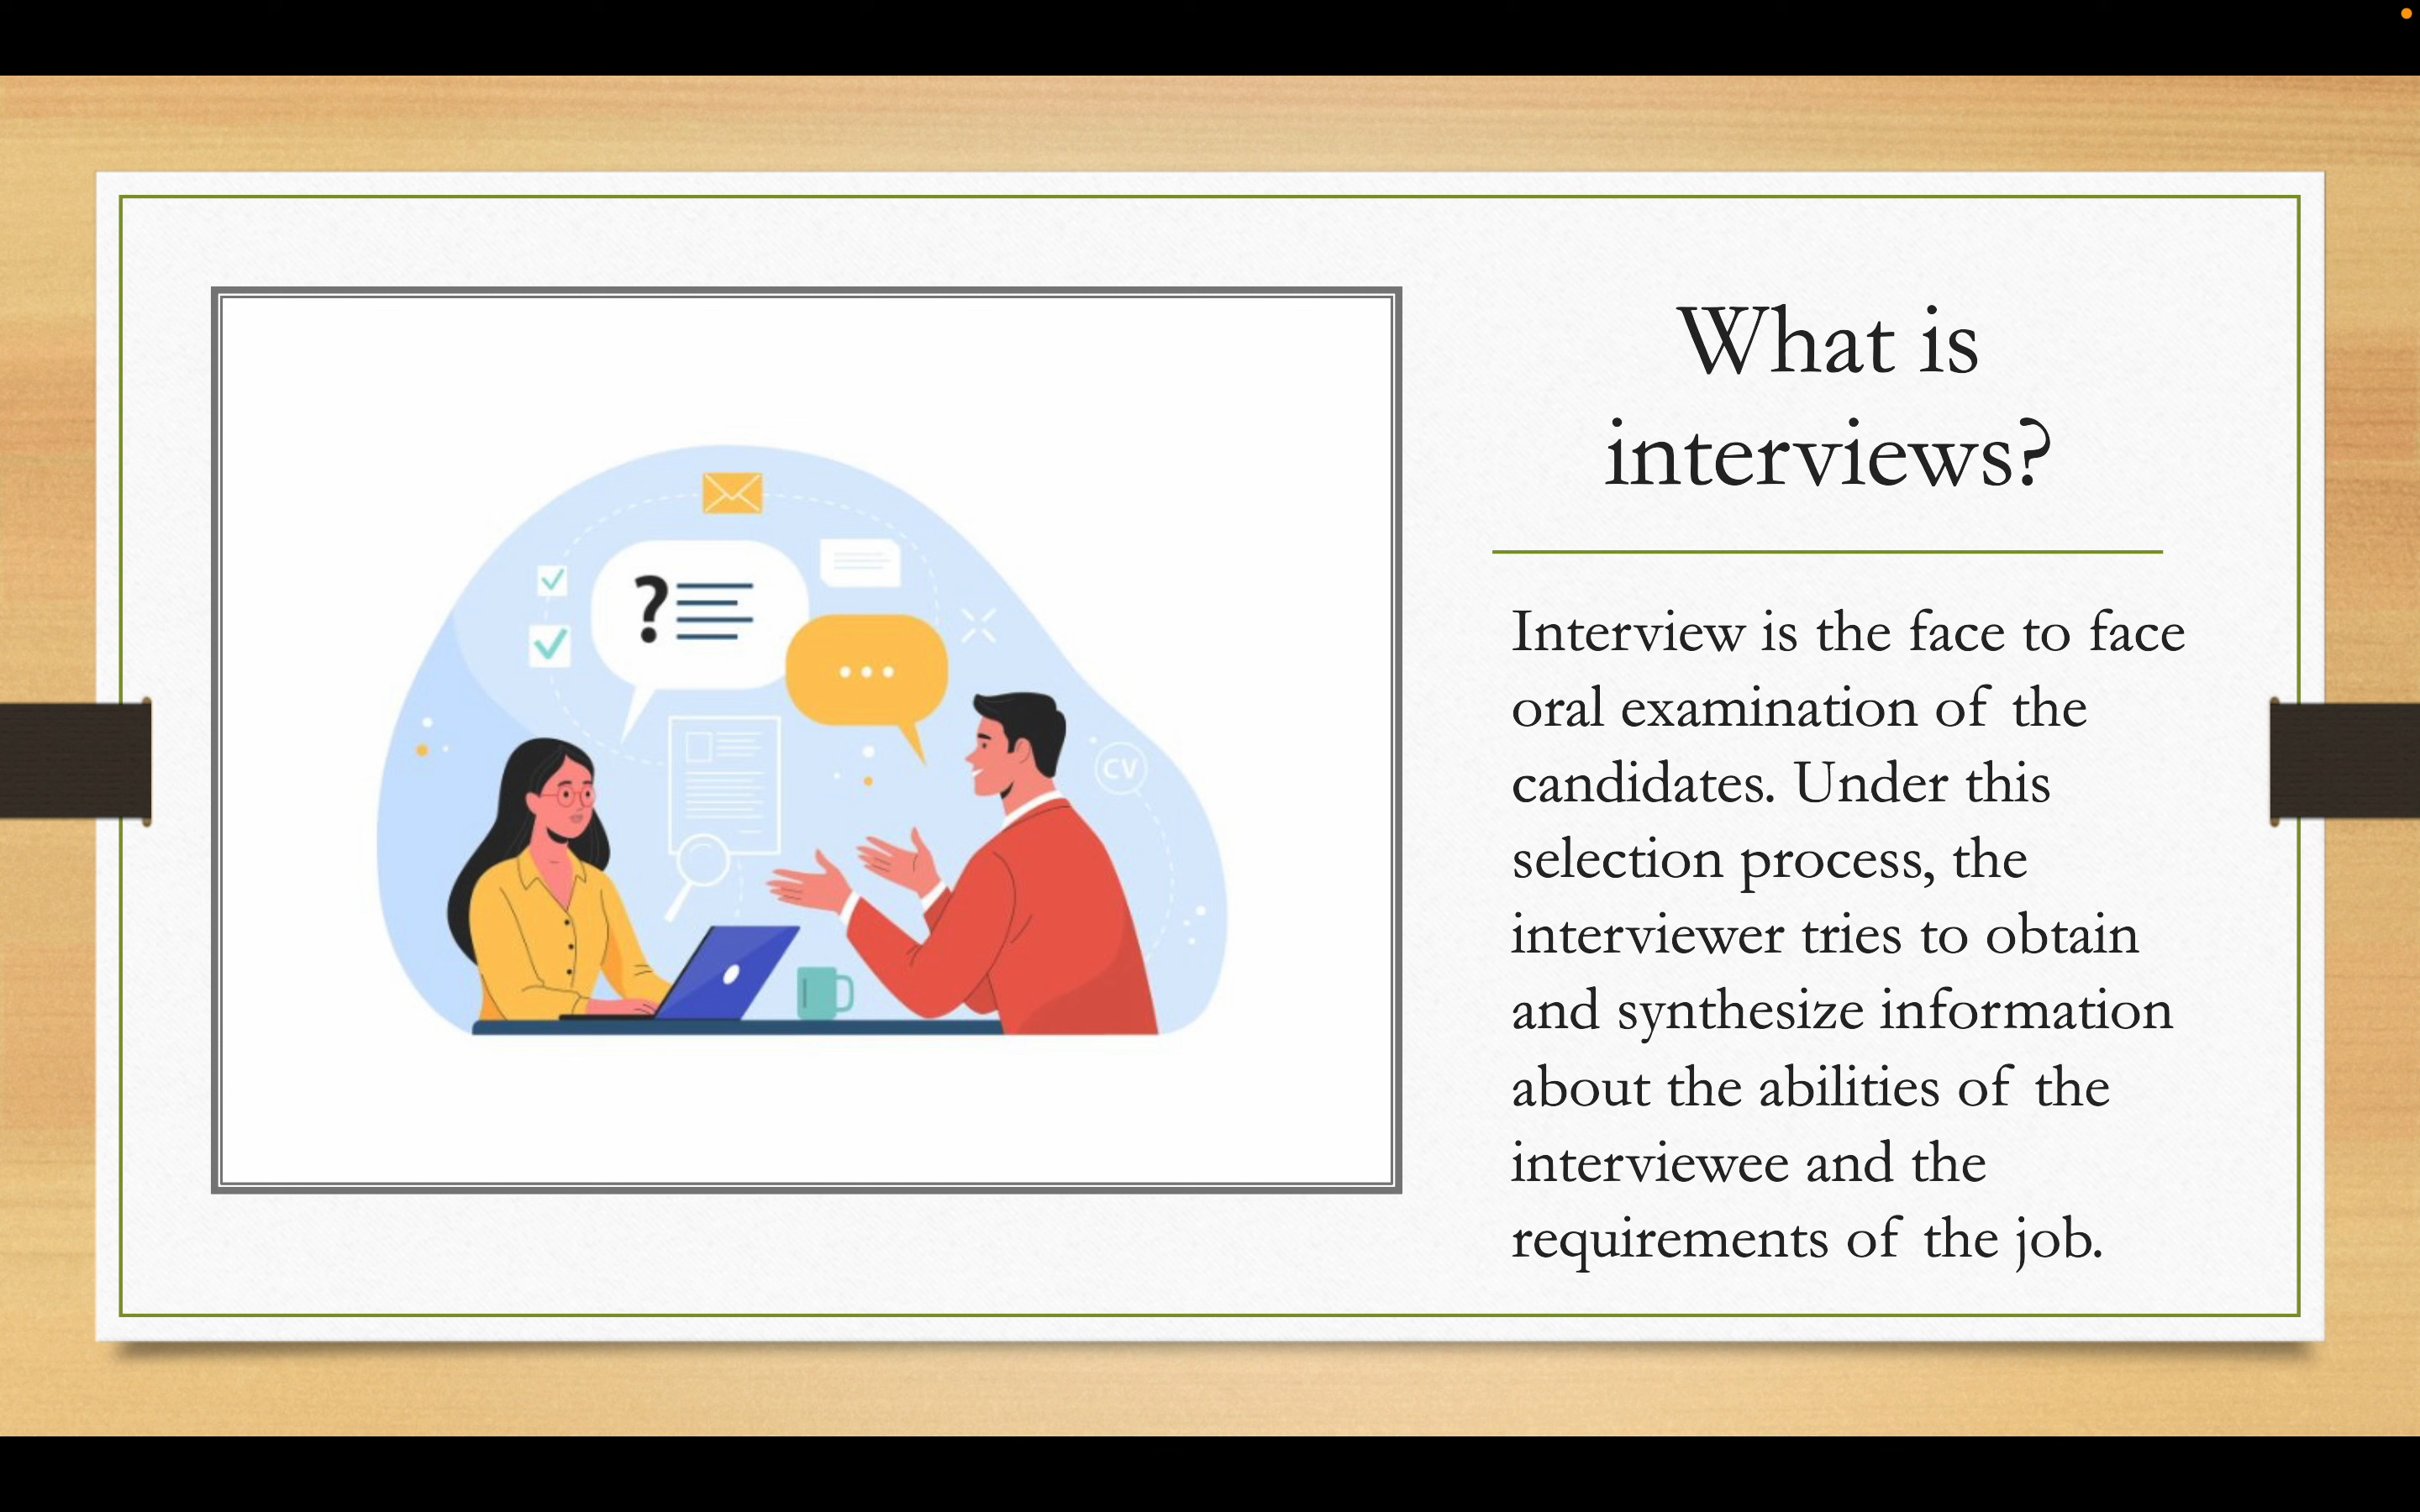 What is
interviews?
?
CV
Interview is the face to face
oral examination of the
candidates. Under this
selection process, the
interviewer tries to obtain
and synthesize information
about the abilities of the
interviewee and the
requirements of the job.